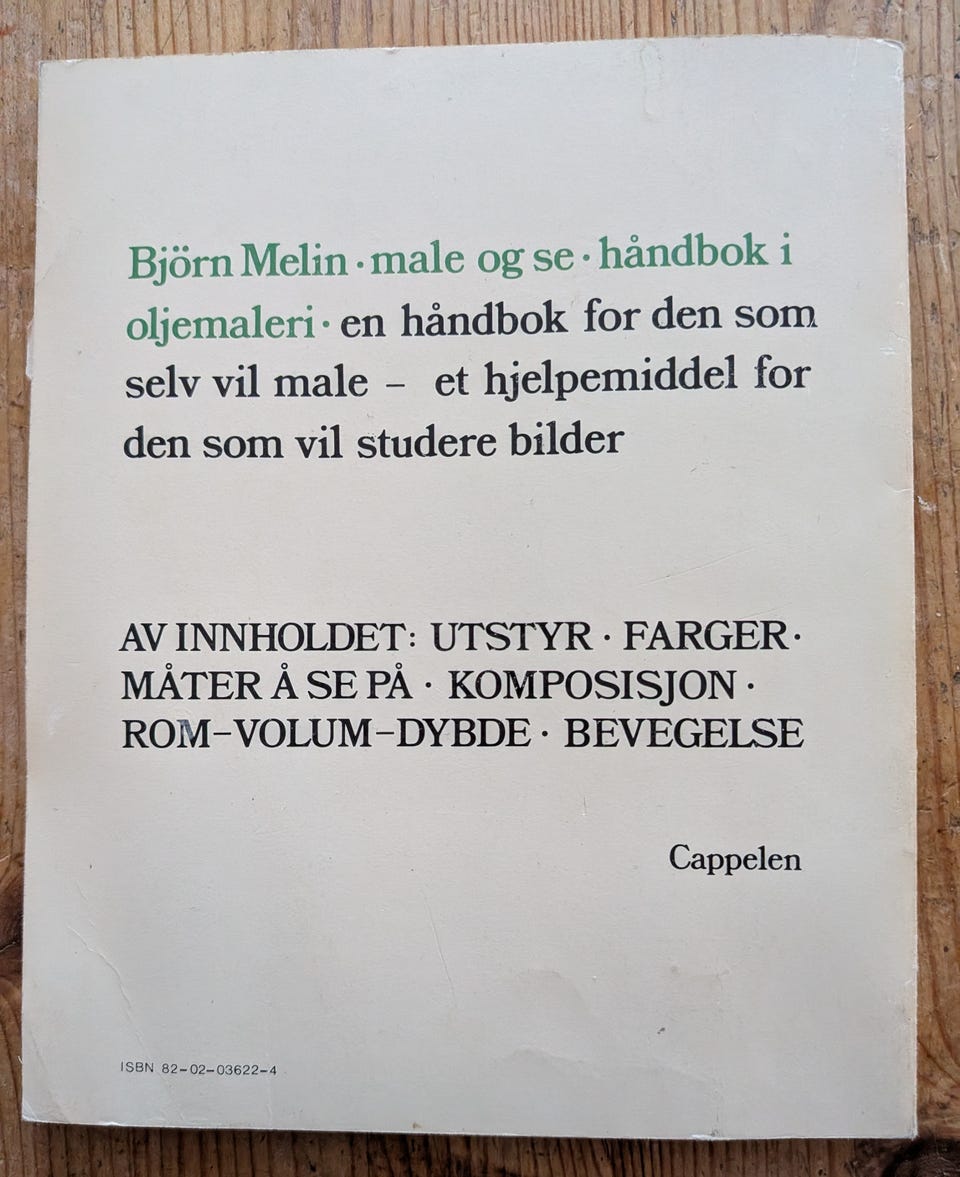 Björn Melin · male og se · håndbok i
oljemaleri · en håndbok for den som
selv vil male – et hjelpemiddel for
den som vil studere bilder
AV INNHOLDET: UTSTYR · FARGER ·
MÅTER Å SE PÅ · KOMPOSISJON ·
ROM–VOLUM–DYBDE · BEVEGELSE
Cappelen
ISBN 82–02–03622–4